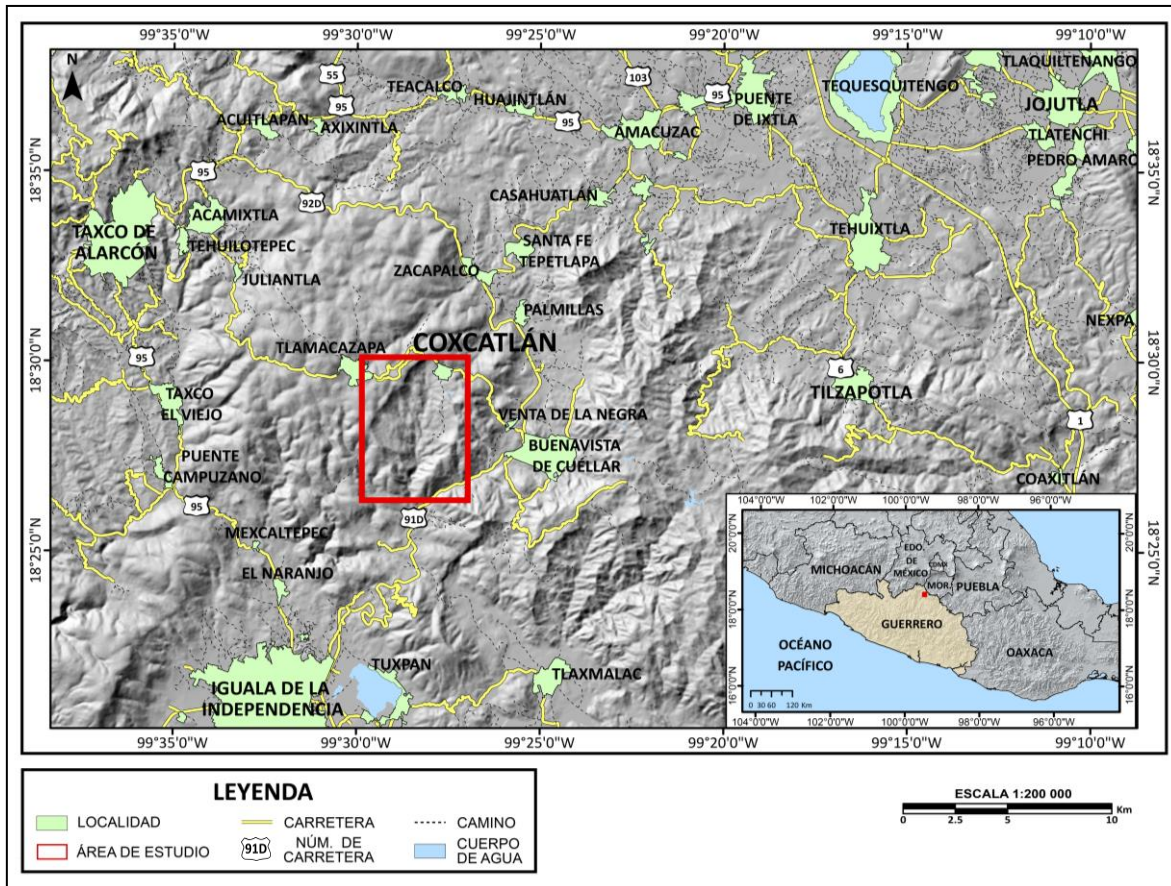 99°35'0"W 99°30'0"W 99°25'0"W 99°20'0"W 99°15'0"W 99°10'0"W
N
55
103
TEACALCO
HUAJINTLÁN
95
95
95
ACUITLAPÁN
AXIXINTLA
AMACUZAC
PUENTE
DE IXTLA
TEQUESQUITENGO
TLAQUILTENANGO
JOJUTLA
TLATENCHI
PEDRO AMARO
18°35'0"N
18°35'0"N
95
92D
CASAHUATLÁN
ACAMIXTLA
TAXCO DE
ALARCÓN
TEHUILOTEPEC
JULIANTLA
SANTA FE
TEPETLAPA
ZACAPALCO
TEHUIXTLA
PALMILLAS
NEXPA
TLAMACAZAPA
COXCATLÁN
18°30'0"N
18°30'0"N
95
6
TAXCO
EL VIEJO
TILZAPOTLA
VENTA DE LA NEGRA
BUENAVISTA
DE CUÉLLAR
1
PUENTE
CAMPUZANO
COAXITLÁN
95
91D
MEXCALTEPEC
18°25'0"N
18°25'0"N
EL NARANJO
TUXPAN
TLAXMALAC
IGUALA DE LA
INDEPENDENCIA
104°0'0"W 102°0'0"W 100°0'0"W 98°0'0"W 96°0'0"W
20°0'0"N
20°0'0"N
EDO.
DE
MÉXICO
CDMX
MICHOACÁN
MOR.
PUEBLA
18°0'0"N
18°0'0"N
GUERRERO
OCÉANO
PACÍFICO
OAXACA
16°0'0"N
16°0'0"N
0 30 60 120 Km
104°0'0"W 102°0'0"W 100°0'0"W 98°0'0"W 96°0'0"W
99°35'0"W 99°30'0"W 99°25'0"W 99°20'0"W 99°15'0"W 99°10'0"W
LEYENDA
LOCALIDAD
CARRETERA
CAMINO
ÁREA DE ESTUDIO
91D
NÚM. DE
CARRETERA
CUERPO
DE AGUA
ESCALA 1:200 000
Km
0 2.5 5 10